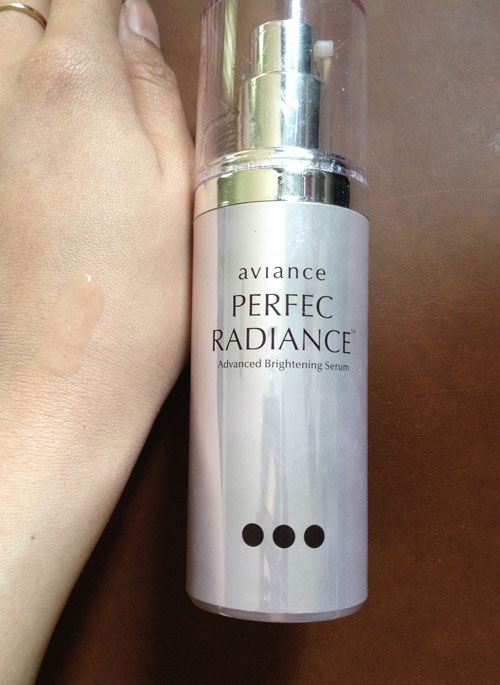 aviance
PERFEC
RADIANCE™
Advanced Brightening Serum